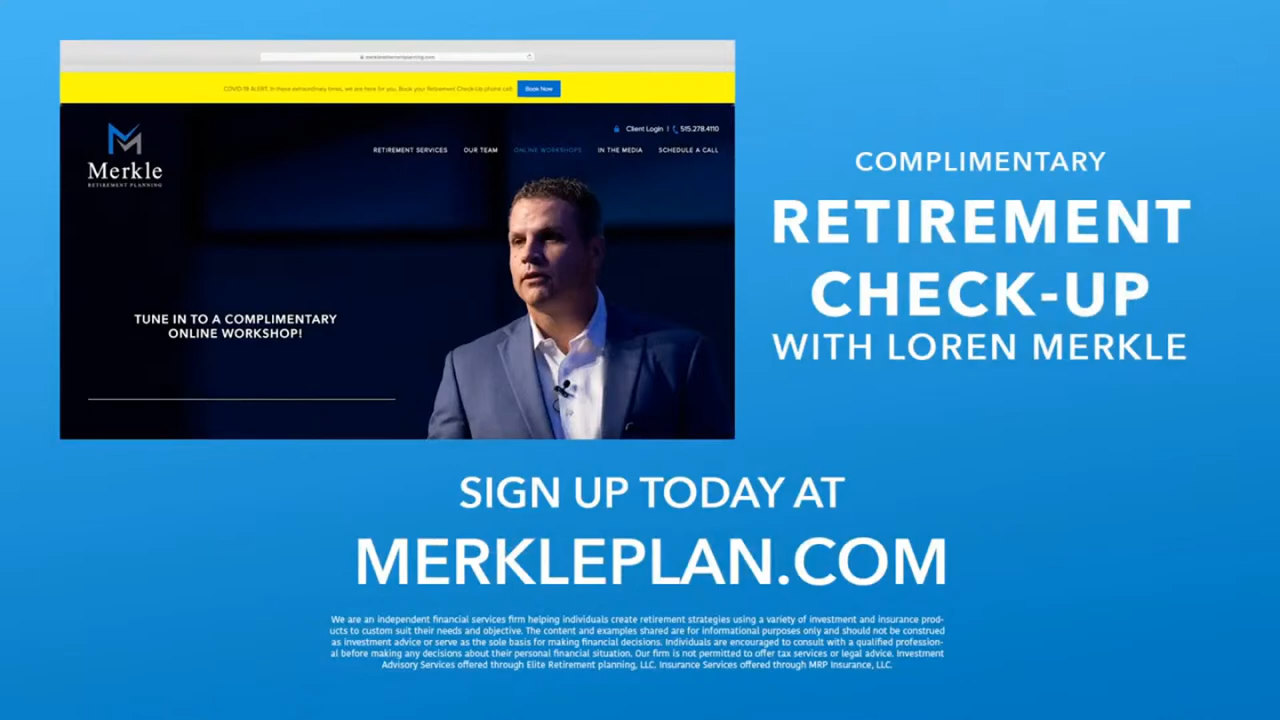 merkleretirementplanning.com
COVID-19 ALERT: In these extraordinary times, we are here for you. Book your Retirement Check-Up phone call. Book Now
Client Login | 515.278.4110
Merkle
RETIREMENT PLANNING
RETIREMENT SERVICES OUR TEAM ONLINE WORKSHOPS IN THE MEDIA SCHEDULE A CALL
TUNE IN TO A COMPLIMENTARY
ONLINE WORKSHOP!
COMPLIMENTARY
RETIREMENT
CHECK-UP
WITH LOREN MERKLE
SIGN UP TODAY AT
MERKLEPLAN.COM
We are an independent financial services firm helping individuals create retirement strategies using a variety of investment and insurance prod-
ucts to custom suit their needs and objective. The content and examples shared are for informational purposes only and should not be construed
as investment advice or serve as the sole basis for making financial decisions. Individuals are encouraged to consult with a qualified profession-
al before making any decisions about their personal financial situation. Our firm is not permitted to offer tax services or legal advice. Investment
Advisory Services offered through Elite Retirement planning, LLC. Insurance Services offered through MRP Insurance, LLC.